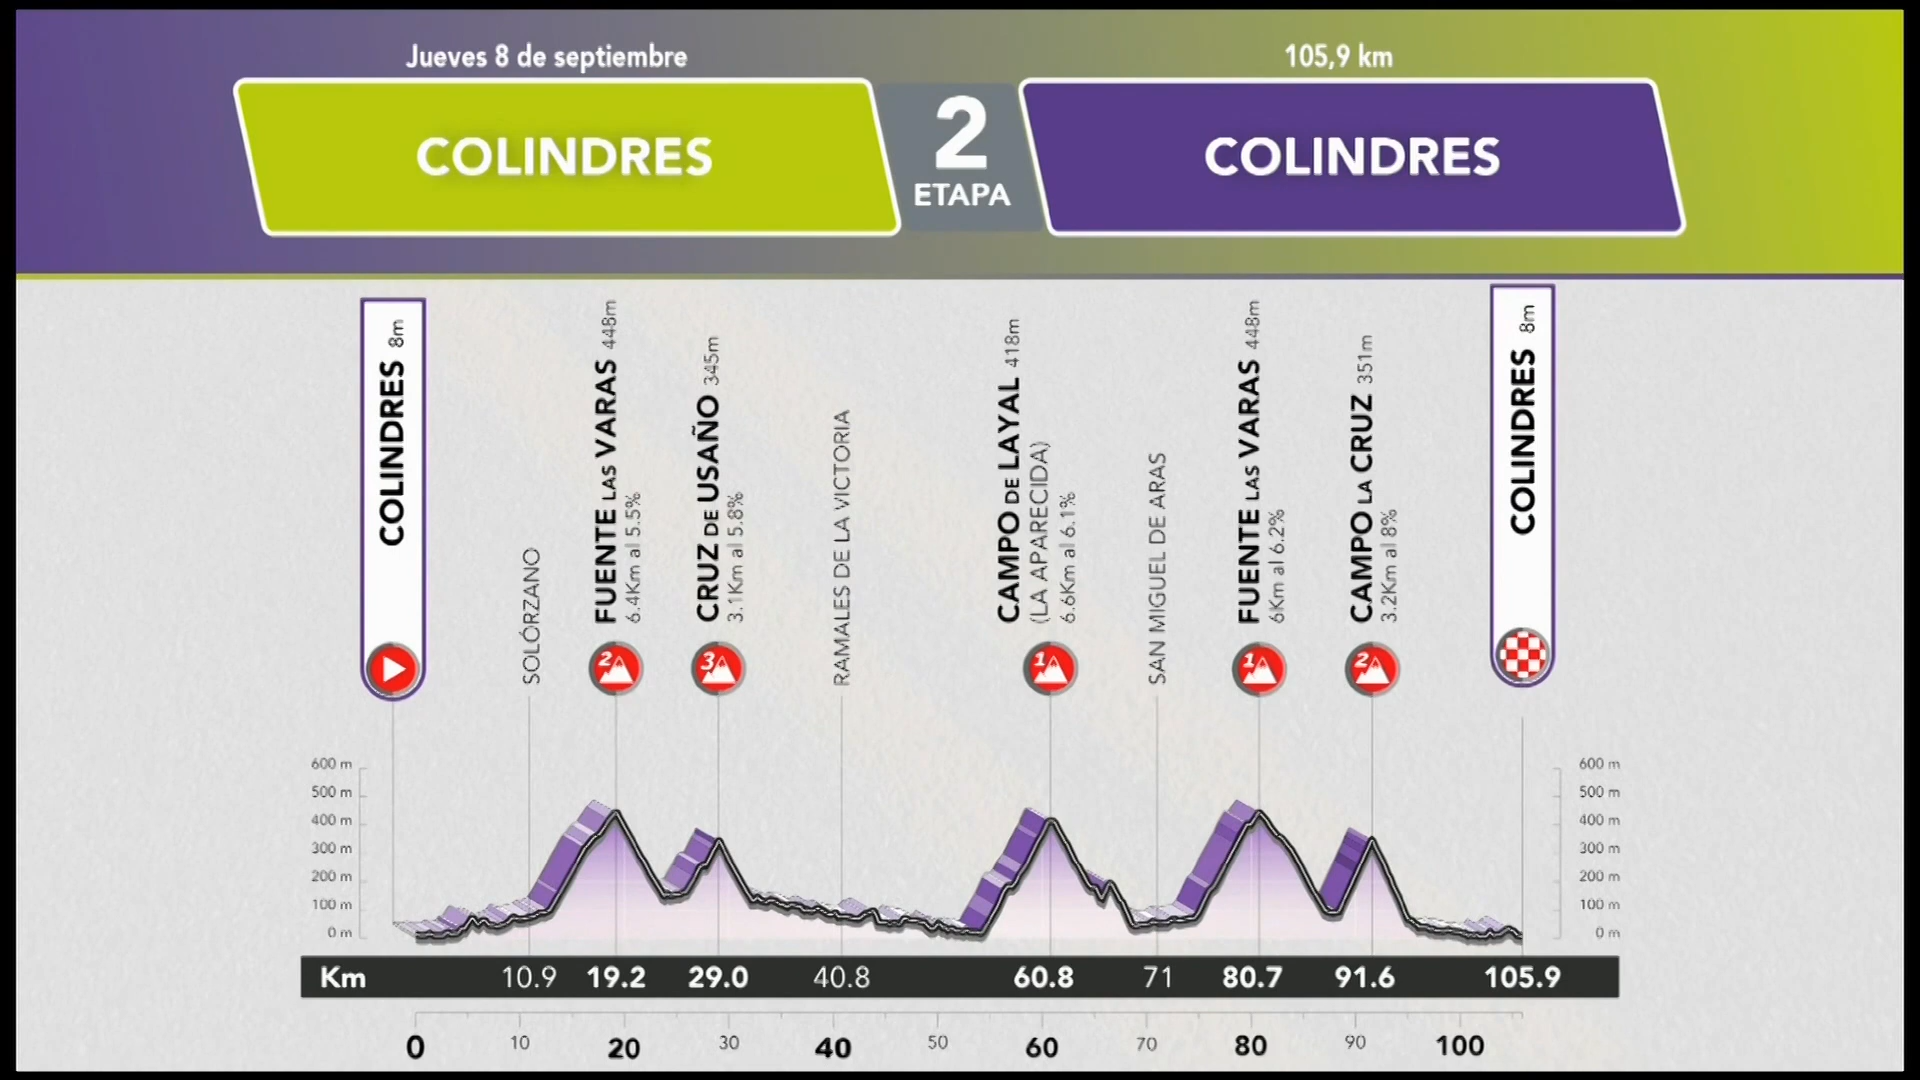 Jueves 8 de septiembre
105,9 km
COLINDRES
2
ETAPA
COLINDRES
COLINDRES 8m
SOLÓRZANO
FUENTE LAS VARAS 448m
6.4Km al 5.5%
2
CRUZ DE USAÑO 345m
3.1Km al 5.8%
3
RAMALES DE LA VICTORIA
CAMPO DE LAYAL 418m
(LA APARECIDA)
6.6Km al 6.1%
1
SAN MIGUEL DE ARAS
FUENTE LAS VARAS 448m
6Km al 6.2%
1
CAMPO LA CRUZ 351m
3.2Km al 8%
2
COLINDRES 8m
600 m
500 m
400 m
300 m
200 m
100 m
0 m
600 m
500 m
400 m
300 m
200 m
100 m
0 m
Km 10.9 19.2 29.0 40.8 60.8 71 80.7 91.6 105.9
0 10 20 30 40 50 60 70 80 90 100